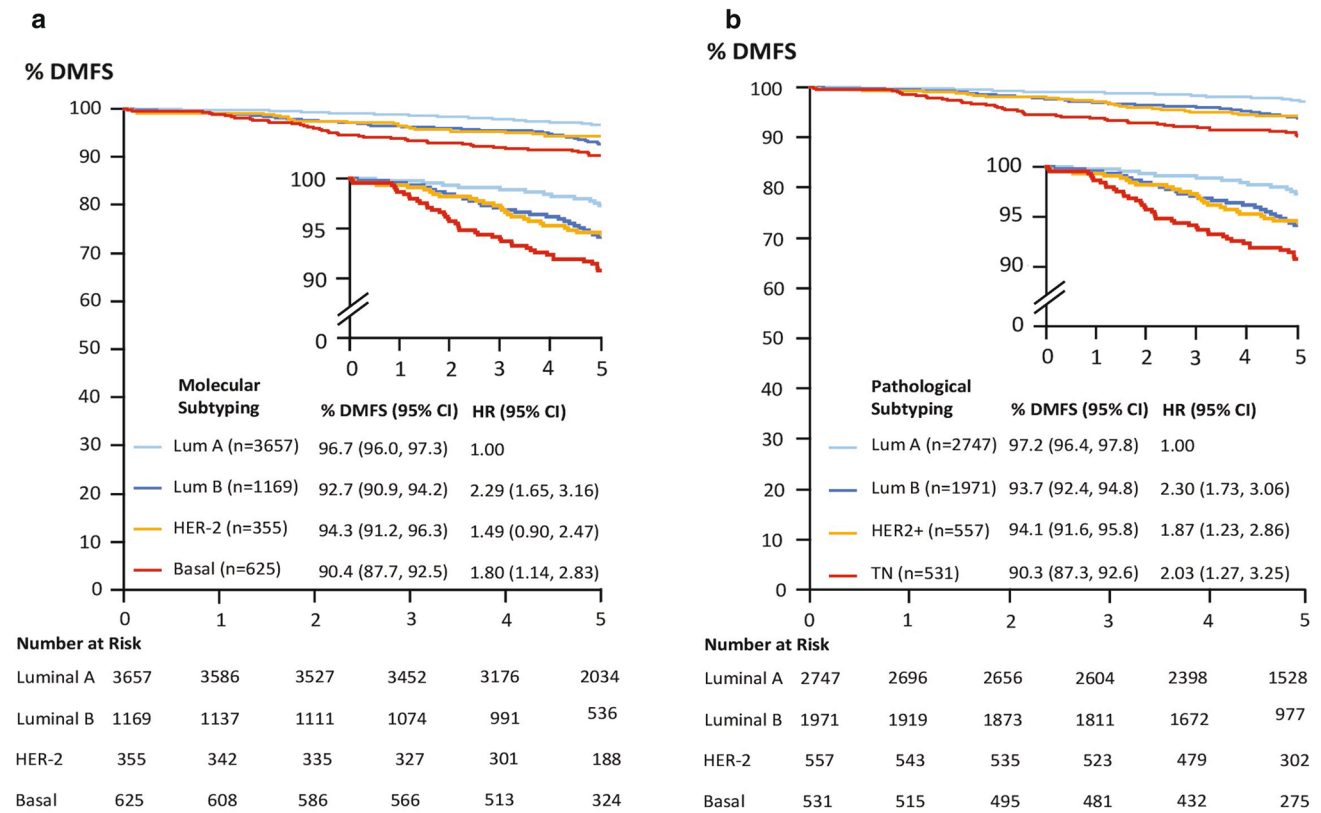 a
% DMFS
100
90
80
70
60
50
40
30
20
10
0
0 1 2 3 4 5
100
95
90
0
0 1 2 3 4 5
Molecular
Subtyping % DMFS (95% CI) HR (95% CI)
Lum A (n=3657) 96.7 (96.0, 97.3) 1.00
Lum B (n=1169) 92.7 (90.9, 94.2) 2.29 (1.65, 3.16)
HER-2 (n=355) 94.3 (91.2, 96.3) 1.49 (0.90, 2.47)
Basal (n=625) 90.4 (87.7, 92.5) 1.80 (1.14, 2.83)
Number at Risk
Luminal A 3657 3586 3527 3452 3176 2034
Luminal B 1169 1137 1111 1074 991 536
HER-2 355 342 335 327 301 188
Basal 625 608 586 566 513 324
b
% DMFS
100
90
80
70
60
50
40
30
20
10
0
0 1 2 3 4 5
100
95
90
0
0 1 2 3 4 5
Pathological
Subtyping % DMFS (95% CI) HR (95% CI)
Lum A (n=2747) 97.2 (96.4, 97.8) 1.00
Lum B (n=1971) 93.7 (92.4, 94.8) 2.30 (1.73, 3.06)
HER2+ (n=557) 94.1 (91.6, 95.8) 1.87 (1.23, 2.86)
TN (n=531) 90.3 (87.3, 92.6) 2.03 (1.27, 3.25)
Number at Risk
Luminal A 2747 2696 2656 2604 2398 1528
Luminal B 1971 1919 1873 1811 1672 977
HER-2 557 543 535 523 479 302
Basal 531 515 495 481 432 275